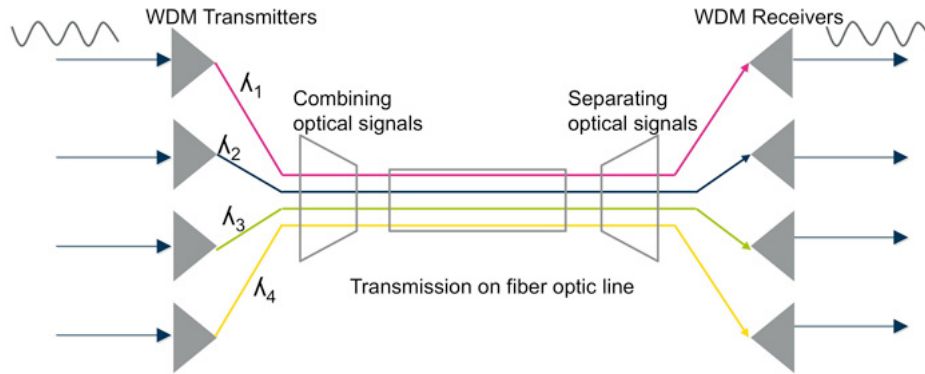 WDM Transmitters
WDM Receivers
λ₁
Combining
optical signals
Separating
optical signals
λ₂
λ₃
λ₄
Transmission on fiber optic line